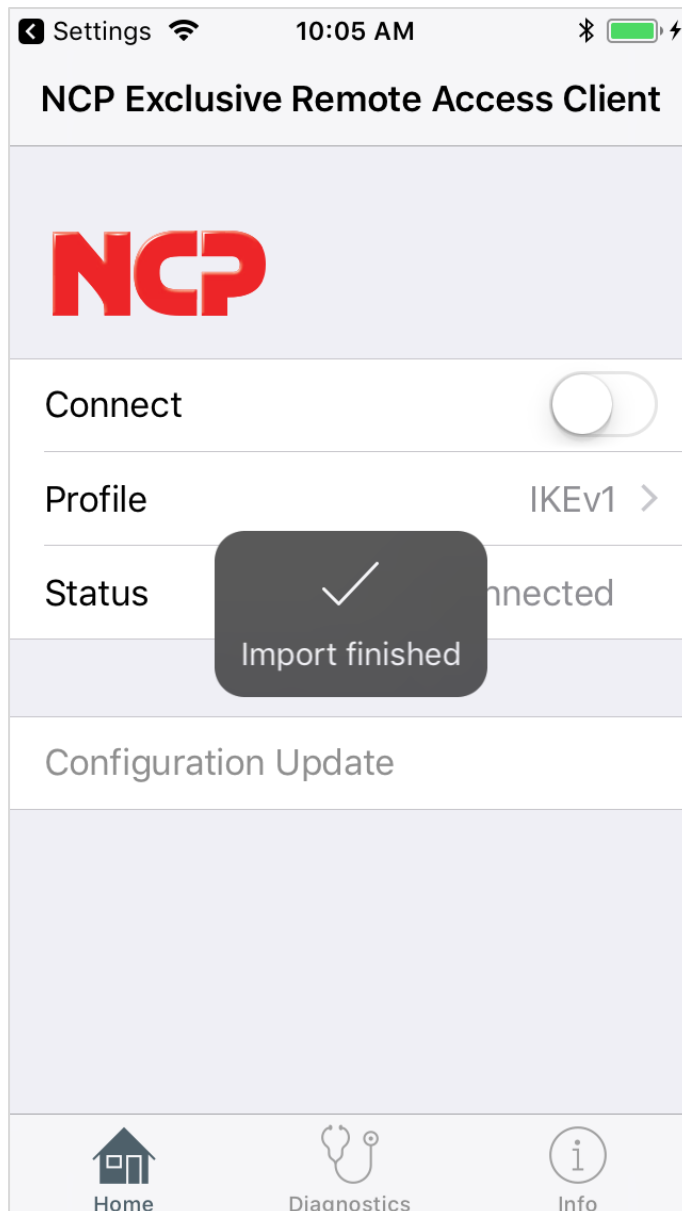 Settings 10:05 AM
NCP Exclusive Remote Access Client
NCP
Connect
Profile IKEv1
Status nnected
Import finished
Configuration Update
Home Diagnostics Info